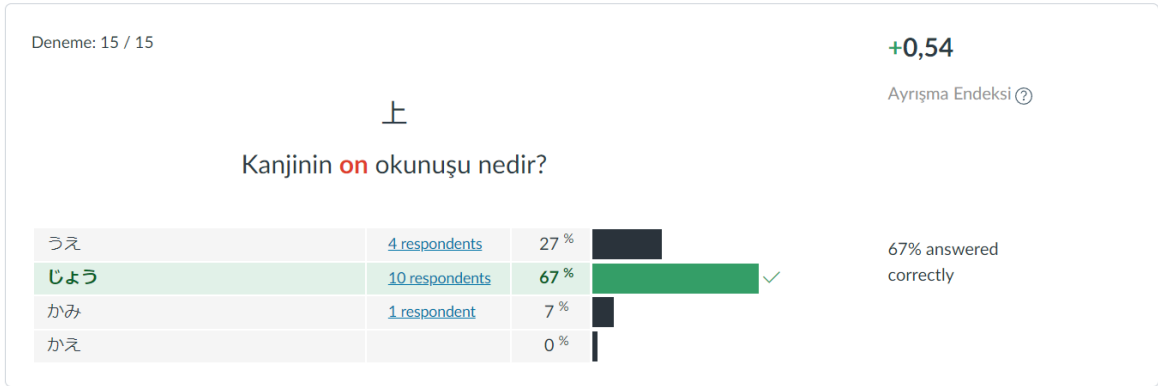 Deneme: 15 / 15
+0,54
Ayrışma Endeksi ?
上
Kanjinin on okunuşu nedir?
うえ 4 respondents 27 %
じょう 10 respondents 67 %
かみ 1 respondent 7 %
かえ 0 %
67% answered
correctly